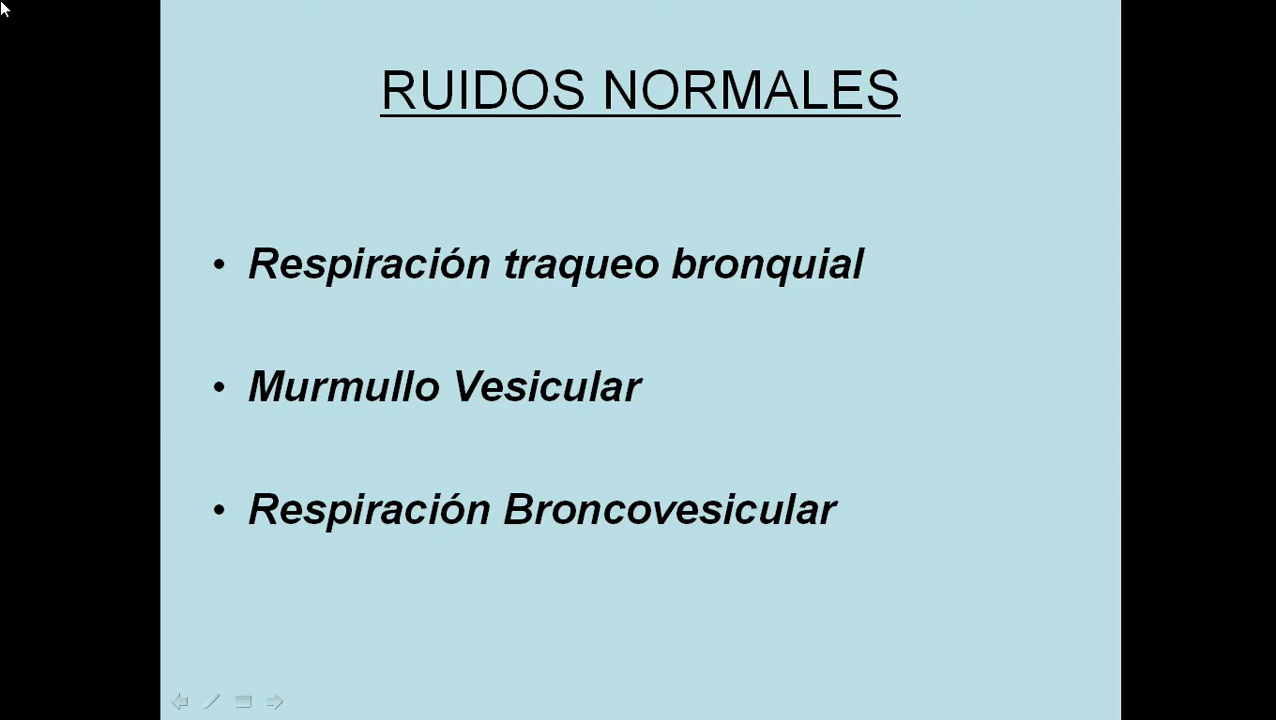 RUIDOS NORMALES
• Respiración traqueo bronquial
• Murmullo Vesicular
• Respiración Broncovesicular